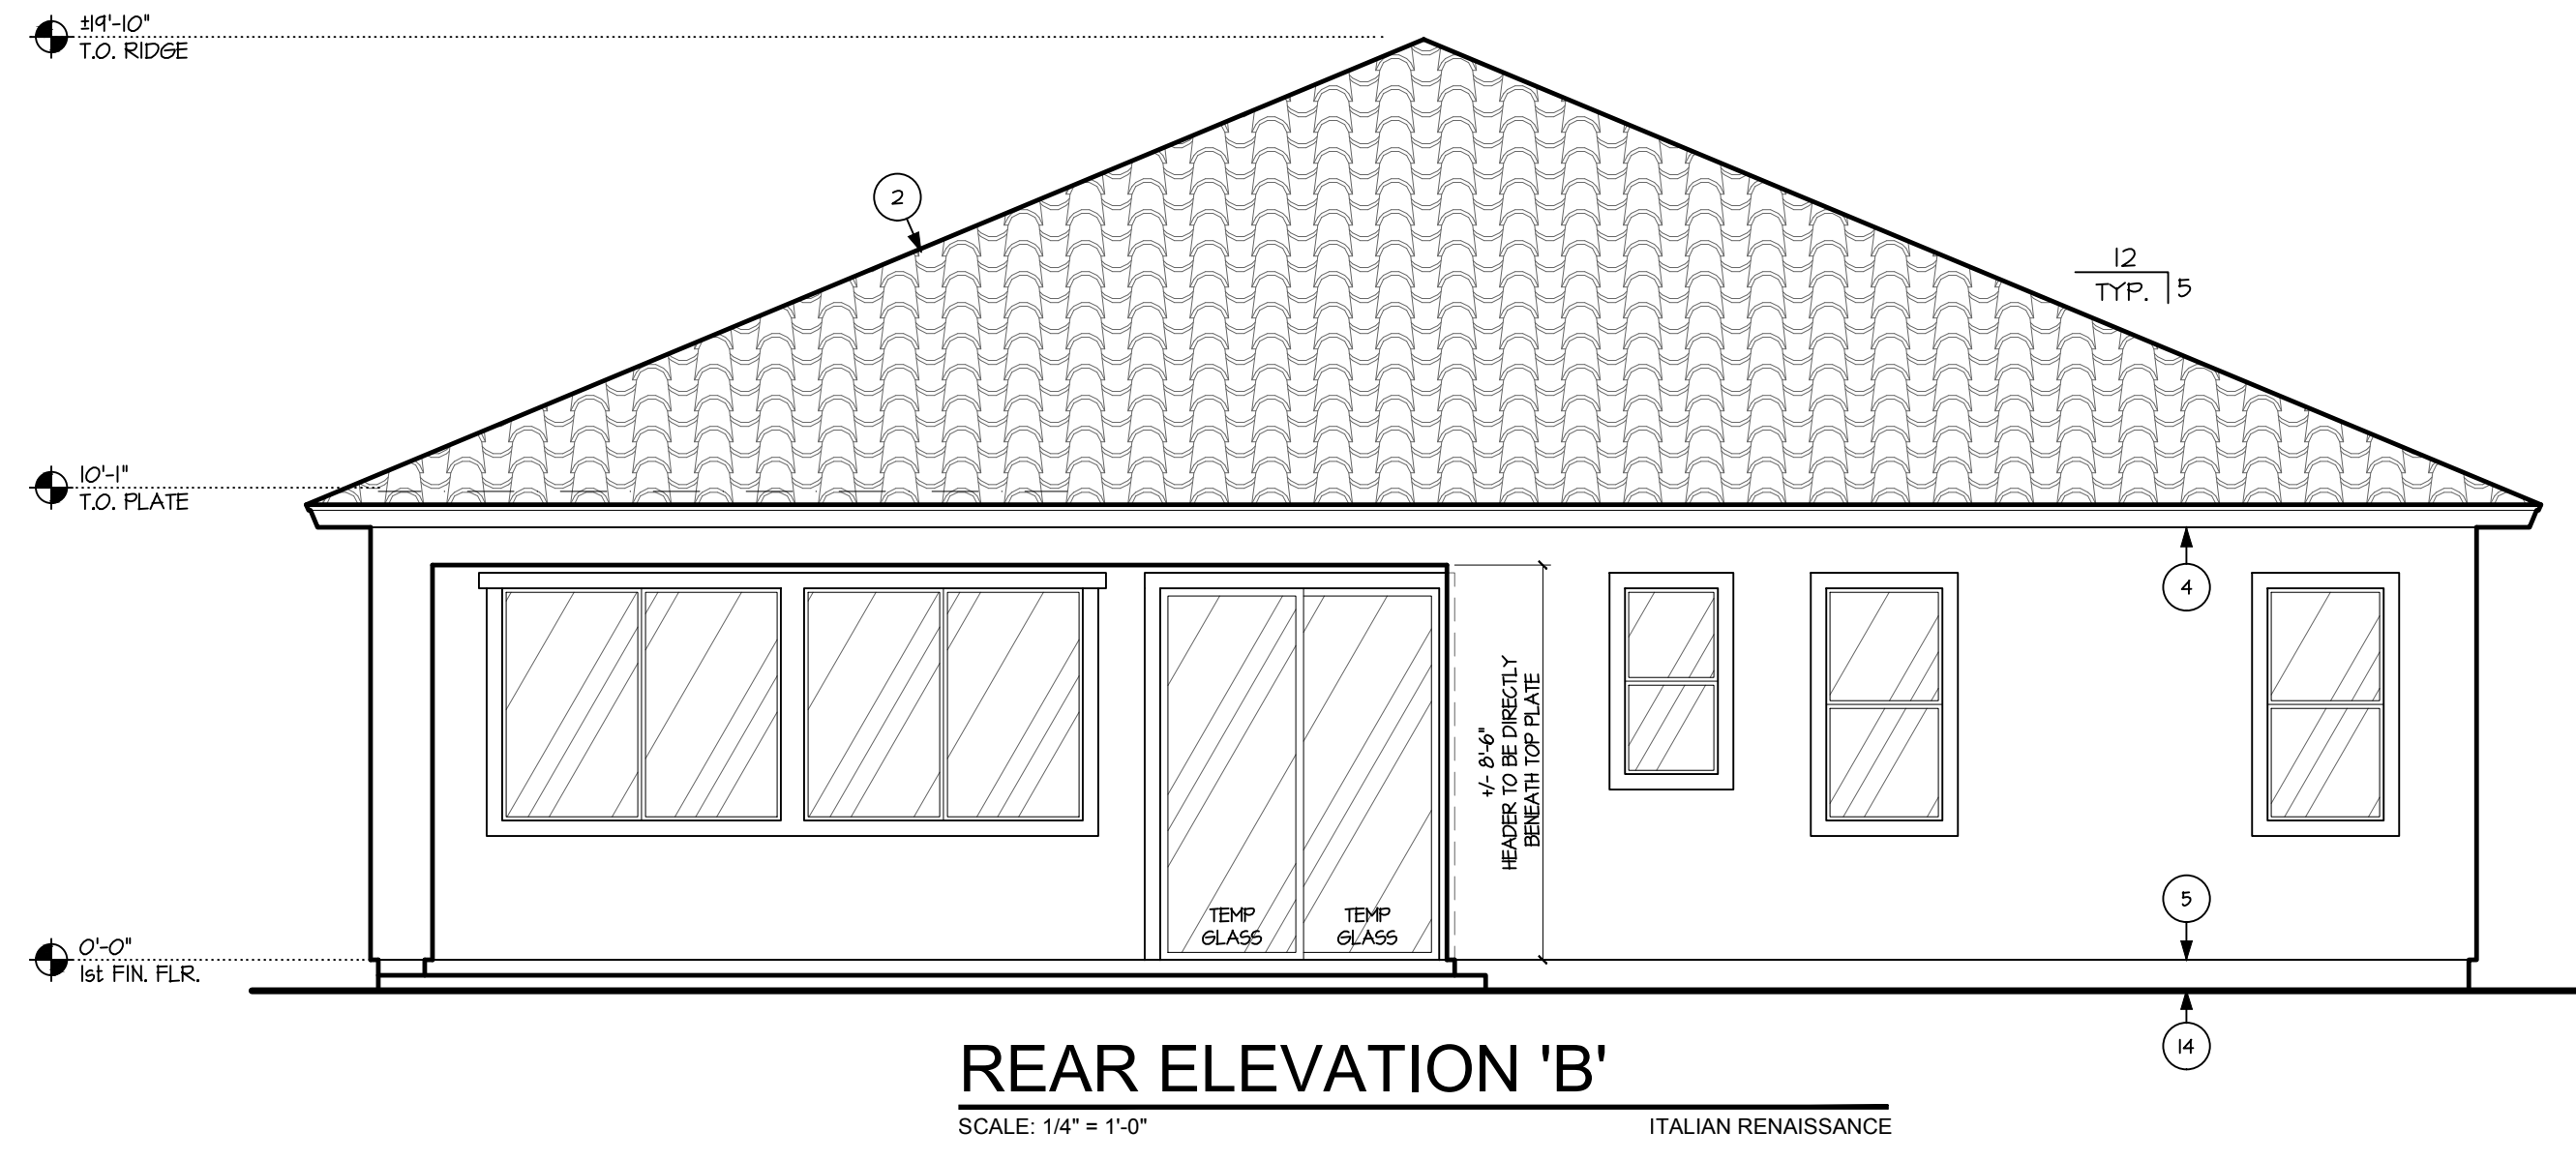 ±19'-10"
T.O. RIDGE
2
12
TYP. 5
10'-1"
T.O. PLATE
4
+/- 8'-6"
HEADER TO BE DIRECTLY
BENEATH TOP PLATE
TEMP
GLASS
TEMP
GLASS
5
0'-0"
1st FIN. FLR.
14
REAR ELEVATION 'B'
SCALE: 1/4" = 1'-0"
ITALIAN RENAISSANCE